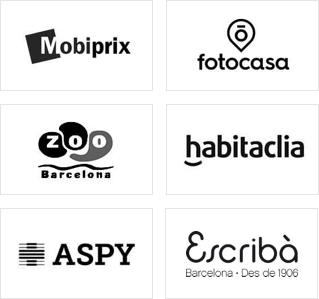 Mobiprix
fotocasa
zoo
Barcelona
habitaclia
ASPY
Escribà
Barcelona • Des de 1906